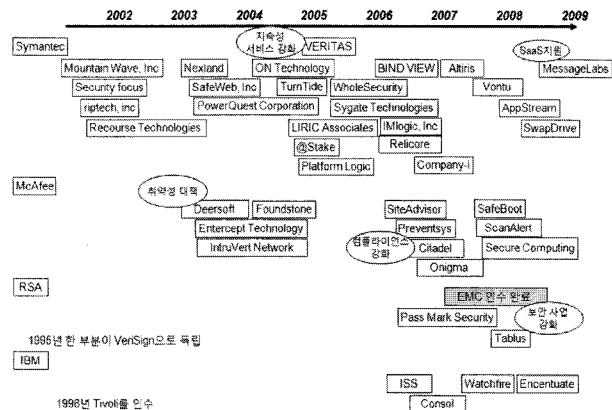 2002 2003 2004 2005 2006 2007 2008 2009
Symantec
지속성
서비스 강화
VERITAS
SaaS지원
Mountain Wave, Inc
Nexland
ON Technology
BIND VIEW
Altiris
MessageLabs
Security focus
SafeWeb, Inc
TurnTide
WholeSecurity
Vontu
riptech, inc
PowerQuest Corporation
Sygate Technologies
AppStream
Recourse Technologies
LIRIC Associates
IMlogic, Inc
SwapDrive
@Stake
Relicore
Platform Logic
Company-i
McAfee
취약성 대책
Deersoft
Foundstone
SiteAdvisor
SafeBoot
Entercept Technology
Preventsys
ScanAlert
IntruVert Network
컴플라이언스
강화
Citadel
Secure Computing
Onigma
RSA
EMC 인수 완료
Pass Mark Security
보안 사업
강화
1995년 한 부분이 VeriSign으로 독립
Tablus
IBM
ISS
Watchfire
Encentuate
1996년 Tivoli를 인수
Consol